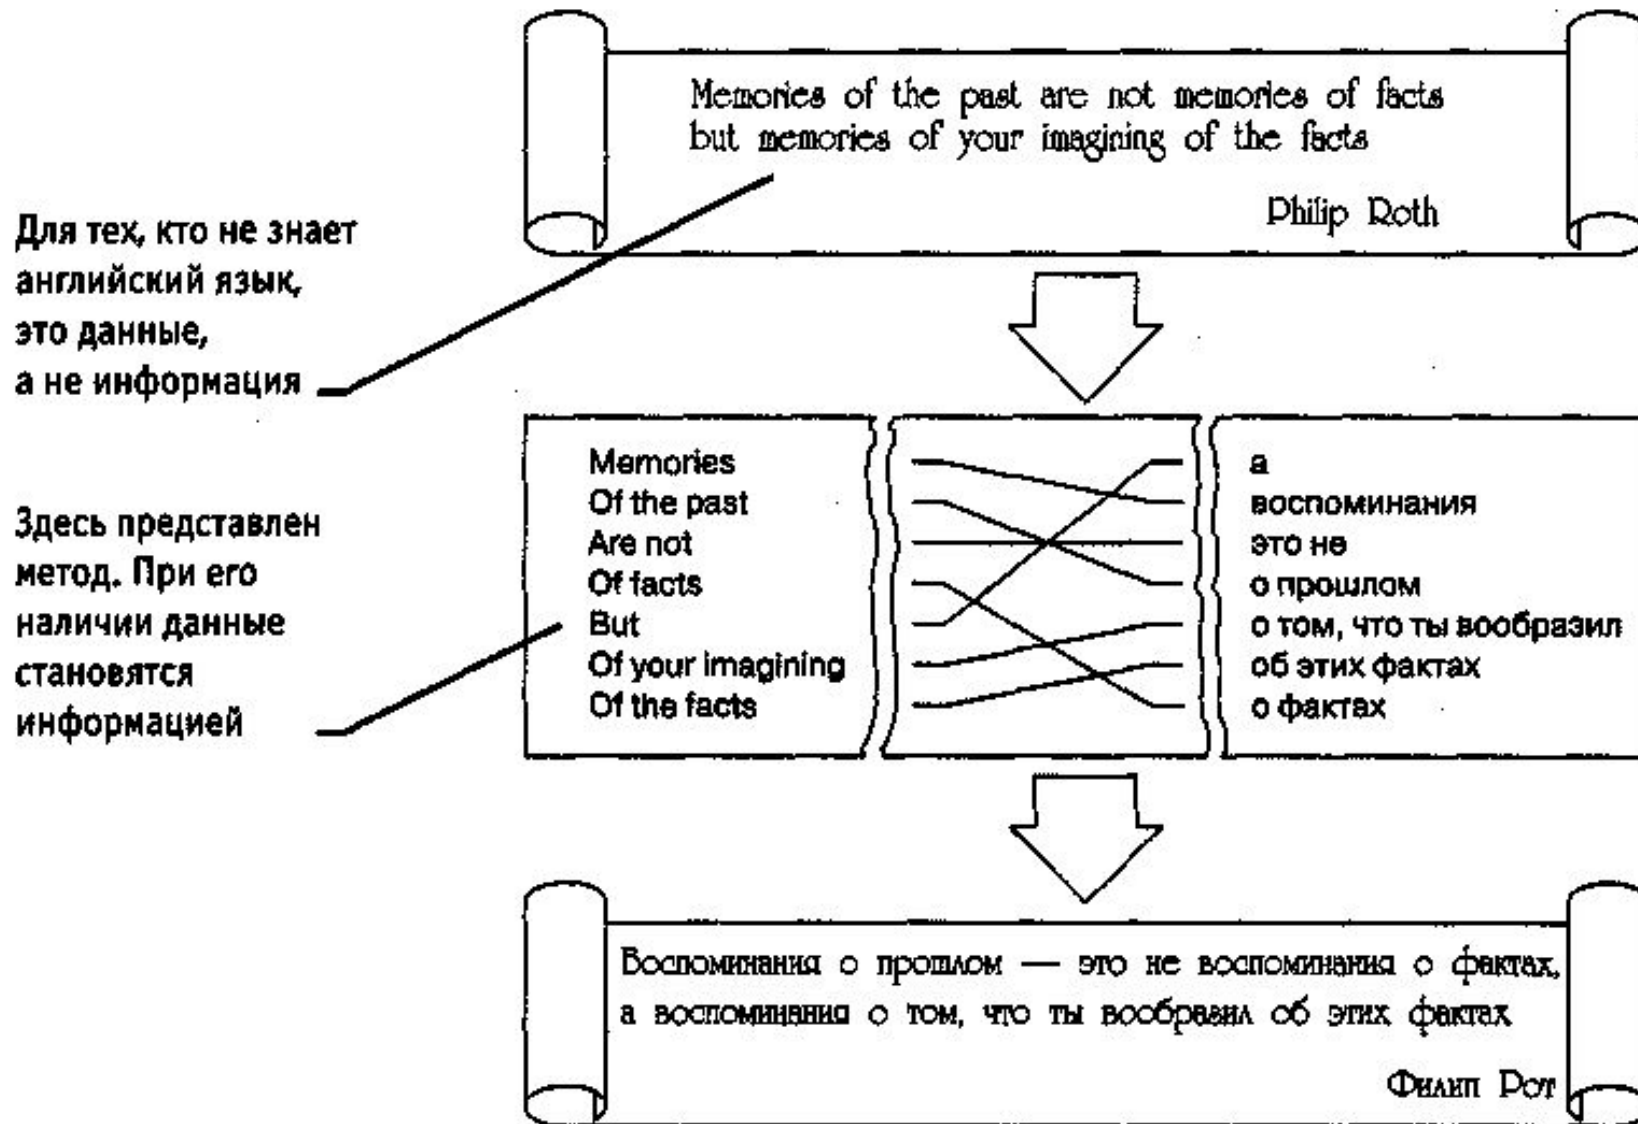 Memories of the past are not memories of facts
but memories of your imagining of the facts
Philip Roth
Для тех, кто не знает
английский язык,
это данные,
а не информация
Здесь представлен
метод. При его
наличии данные
становятся
информацией
Memories
Of the past
Are not
Of facts
But
Of your imagining
Of the facts
а
воспоминания
это не
о прошлом
о том, что ты вообразил
об этих фактах
о фактах
Воспоминания о прошлом — это не воспоминания о фактах,
а воспоминания о том, что ты вообразил об этих фактах
Филип Рот